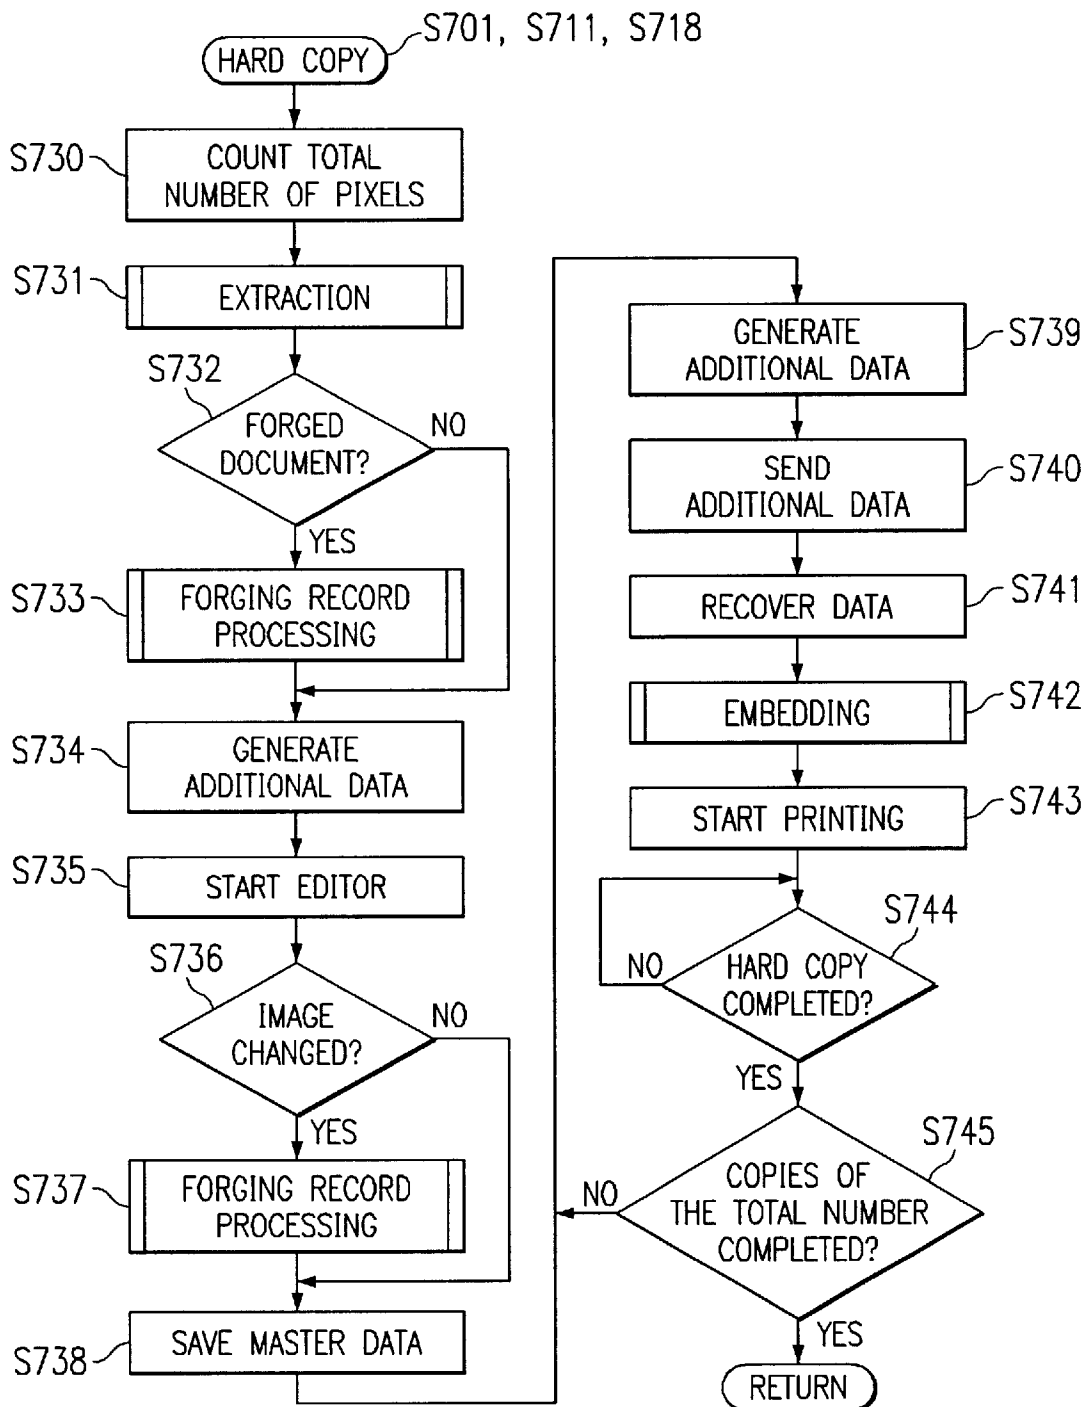 S701, S711, S718
HARD COPY
S730
COUNT TOTAL
NUMBER OF PIXELS
S731
EXTRACTION
S732
FORGED
DOCUMENT?
NO
YES
S733
FORGING RECORD
PROCESSING
S734
GENERATE
ADDITIONAL DATA
S735
START EDITOR
S736
IMAGE
CHANGED?
NO
YES
S737
FORGING RECORD
PROCESSING
S738
SAVE MASTER DATA
GENERATE
ADDITIONAL DATA
S739
SEND
ADDITIONAL DATA
S740
RECOVER DATA
S741
EMBEDDING
S742
START PRINTING
S743
S744
HARD COPY
COMPLETED?
NO
YES
S745
COPIES OF
THE TOTAL NUMBER
COMPLETED?
NO
YES
RETURN